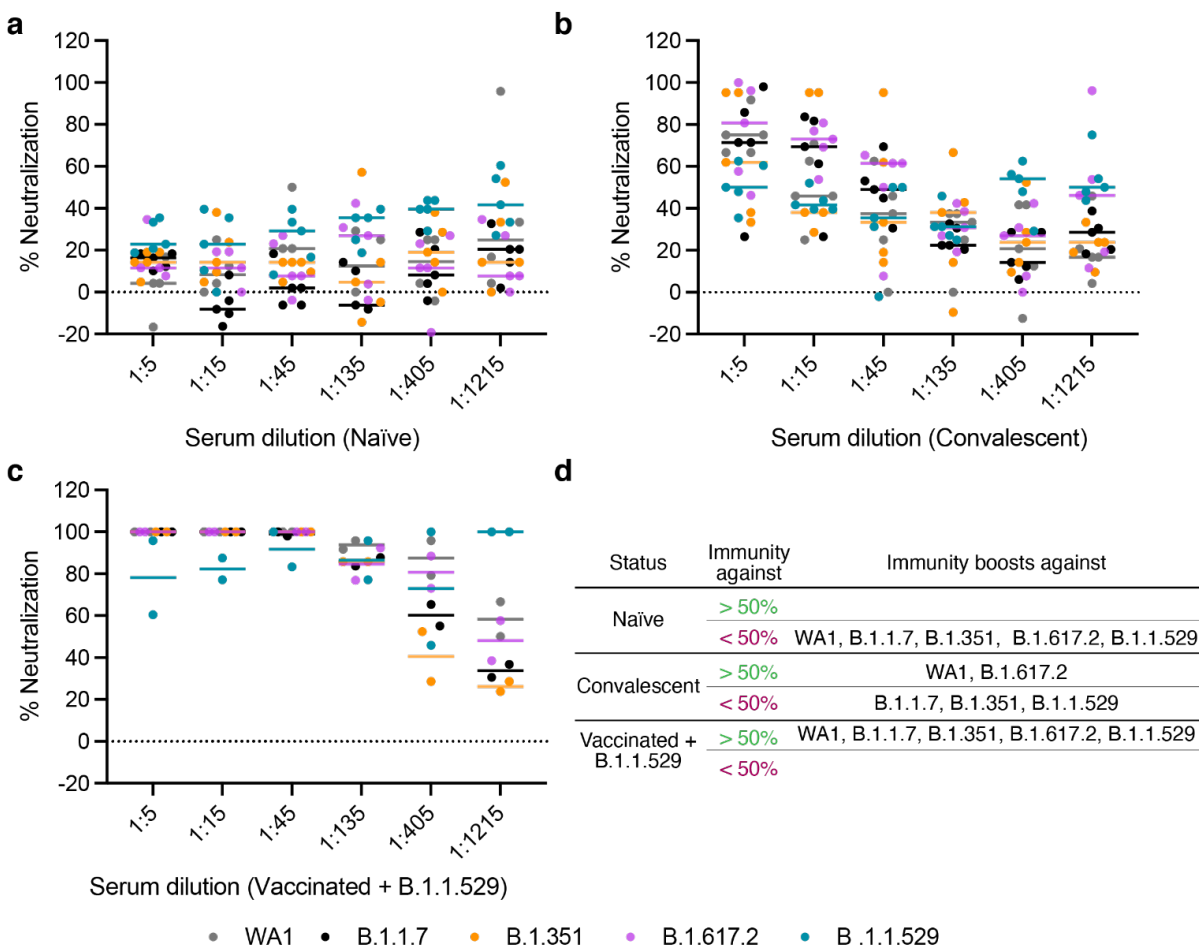 a
120
100
80
60
40
20
0
-20
% Neutralization
1:5
1:15
1:45
1:135
1:405
1:1215
Serum dilution (Naïve)
b
120
100
80
60
40
20
0
-20
% Neutralization
1:5
1:15
1:45
1:135
1:405
1:1215
Serum dilution (Convalescent)
c
120
100
80
60
40
20
0
-20
% Neutralization
1:5
1:15
1:45
1:135
1:405
1:1215
Serum dilution (Vaccinated + B.1.1.529)
d
Status Immunity against Immunity boosts against
Naïve > 50%
< 50% WA1, B.1.1.7, B.1.351, B.1.617.2, B.1.1.529
Convalescent > 50% WA1, B.1.617.2
< 50% B.1.1.7, B.1.351, B.1.1.529
Vaccinated + B.1.1.529 > 50% WA1, B.1.1.7, B.1.351, B.1.617.2, B.1.1.529
< 50%
WA1 B.1.1.7 B.1.351 B.1.617.2 B .1.1.529